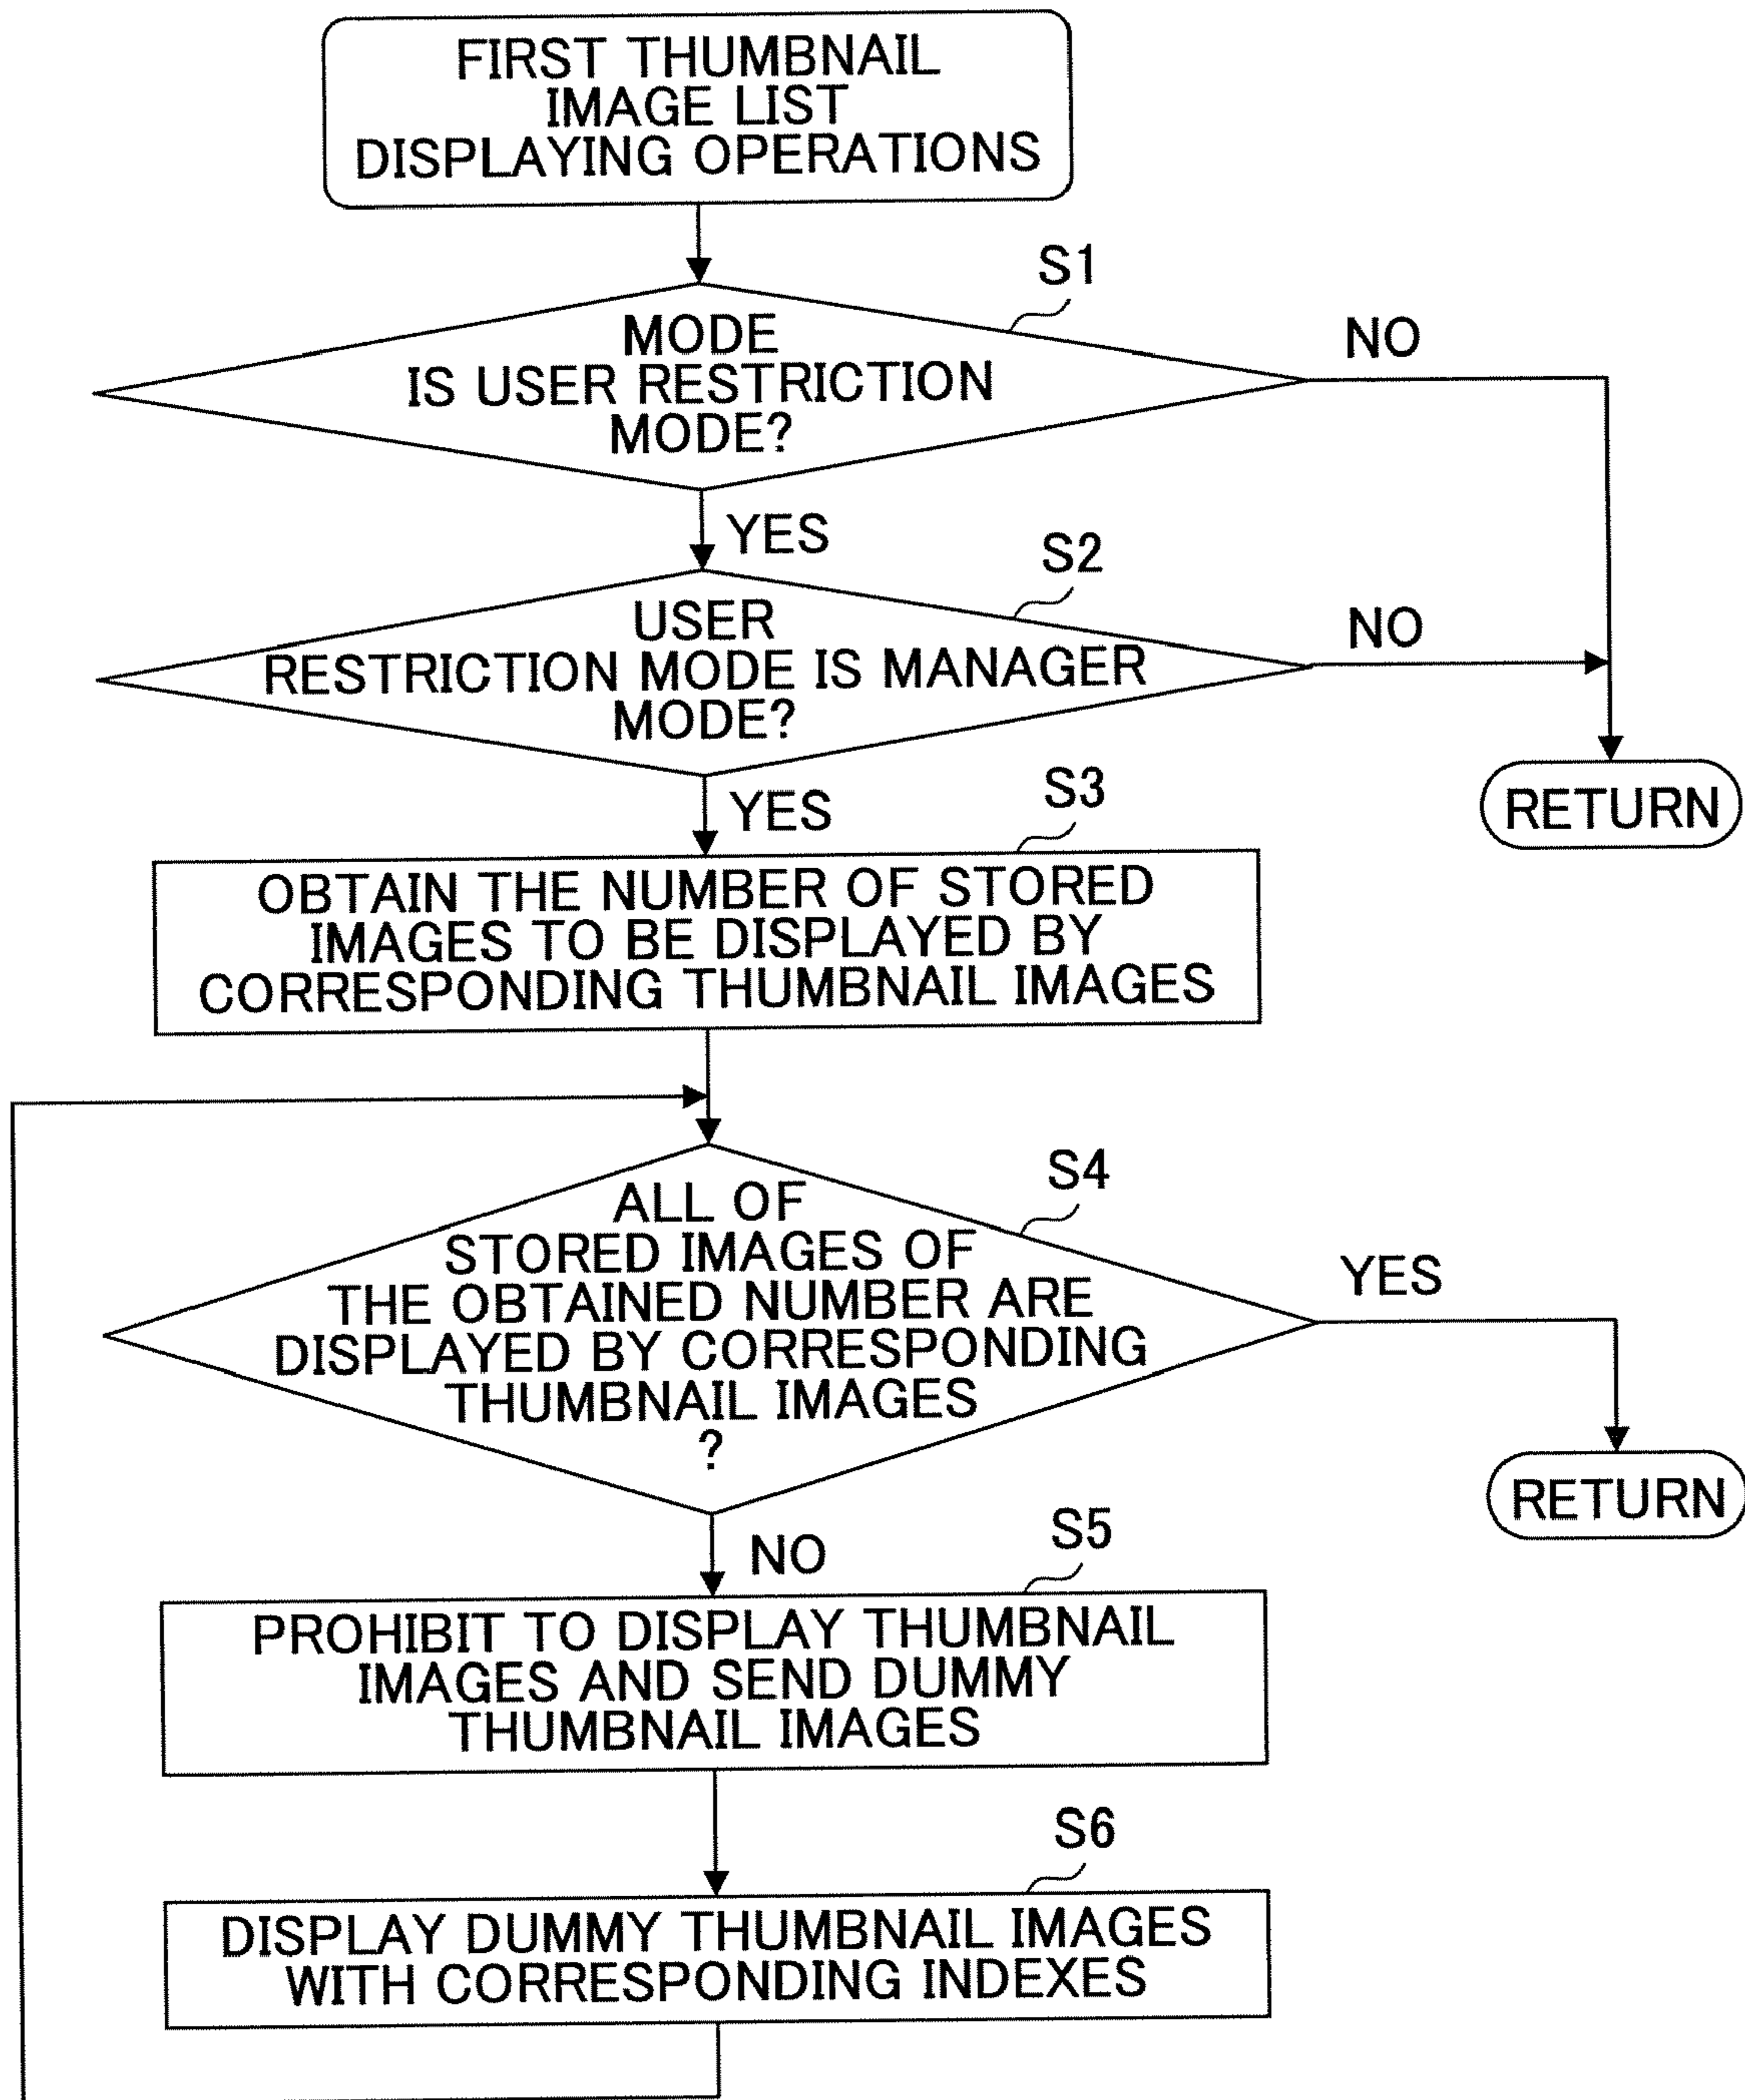 FIRST THUMBNAIL
IMAGE LIST
DISPLAYING OPERATIONS
S1
MODE
IS USER RESTRICTION
MODE?
NO
YES
S2
USER
RESTRICTION MODE IS MANAGER
MODE?
NO
RETURN
YES
S3
OBTAIN THE NUMBER OF STORED
IMAGES TO BE DISPLAYED BY
CORRESPONDING THUMBNAIL IMAGES
S4
ALL OF
STORED IMAGES OF
THE OBTAINED NUMBER ARE
DISPLAYED BY CORRESPONDING
THUMBNAIL IMAGES
?
YES
RETURN
NO
S5
PROHIBIT TO DISPLAY THUMBNAIL
IMAGES AND SEND DUMMY
THUMBNAIL IMAGES
S6
DISPLAY DUMMY THUMBNAIL IMAGES
WITH CORRESPONDING INDEXES